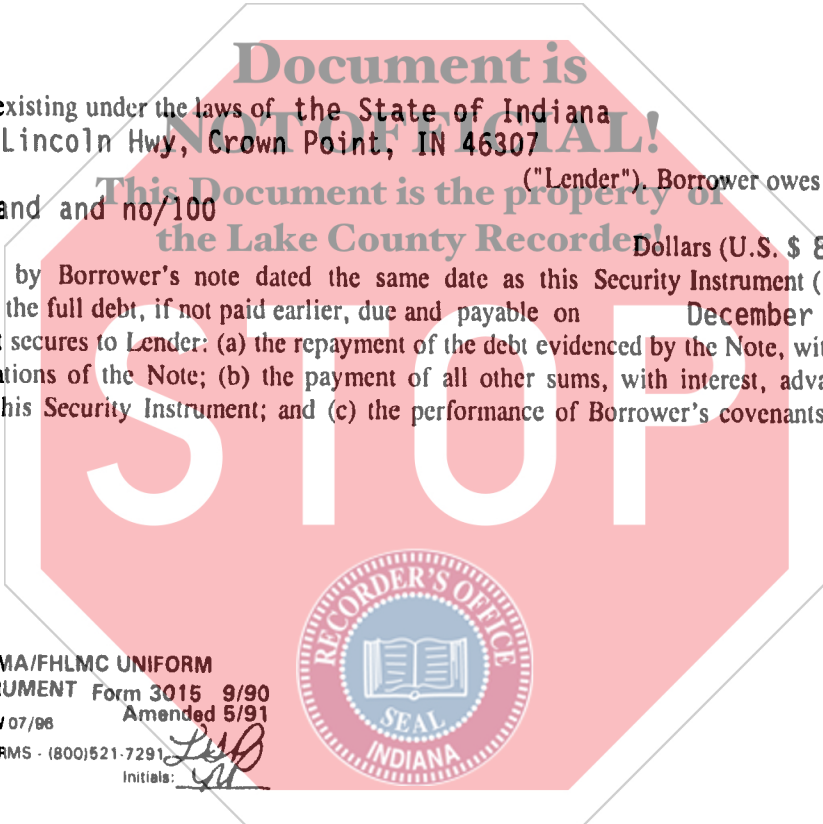 Document is
existing under the laws of the State of Indiana
NOT OFFICIAL!
Lincoln Hwy, Crown Point, IN 46307
("Lender"). Borrower owes
This Document is the property of
and and no/100
the Lake County Recorder!
Dollars (U.S. $ 8
by Borrower's note dated the same date as this Security Instrument (
the full debt, if not paid earlier, due and payable on December
secures to Lender: (a) the repayment of the debt evidenced by the Note, wit
tions of the Note; (b) the payment of all other sums, with interest, adva
his Security Instrument; and (c) the performance of Borrower's covenants
STOP
RECORDER'S OFFICE
SEAL
INDIANA
MA/FHLMC UNIFORM
UMENT Form 3015 9/90
Amended 5/91
07/96
RMS - (800)521-7291
Initials: